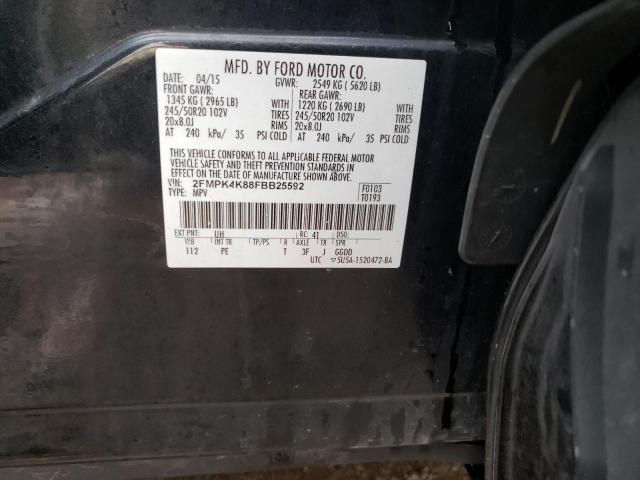 MFD. BY FORD MOTOR CO.
DATE: 04/15 GVWR: 2549 KG ( 5620 LB)
FRONT GAWR: REAR GAWR:
1345 KG ( 2965 LB) WITH 1220 KG ( 2690 LB) WITH
245/50R20 102V TIRES 245/50R20 102V TIRES
20x8.0J RIMS 20x8.0J RIMS
AT 240 kPa/ 35 PSI COLD AT 240 kPa/ 35 PSI COLD
THIS VEHICLE CONFORMS TO ALL APPLICABLE FEDERAL MOTOR
VEHICLE SAFETY AND THEFT PREVENTION STANDARDS IN
EFFECT ON THE DATE OF MANUFACTURE SHOWN ABOVE.
VIN: 2FMPK4K88FBB25592 F0103
TYPE: MPV T0193
EXT PNT: UH RC: 41 DSO:
WB INT TR TP/PS R AXLE TR SPR
112 PE T 3F J GGDD
UTC ▽5U5A-1520472-BA